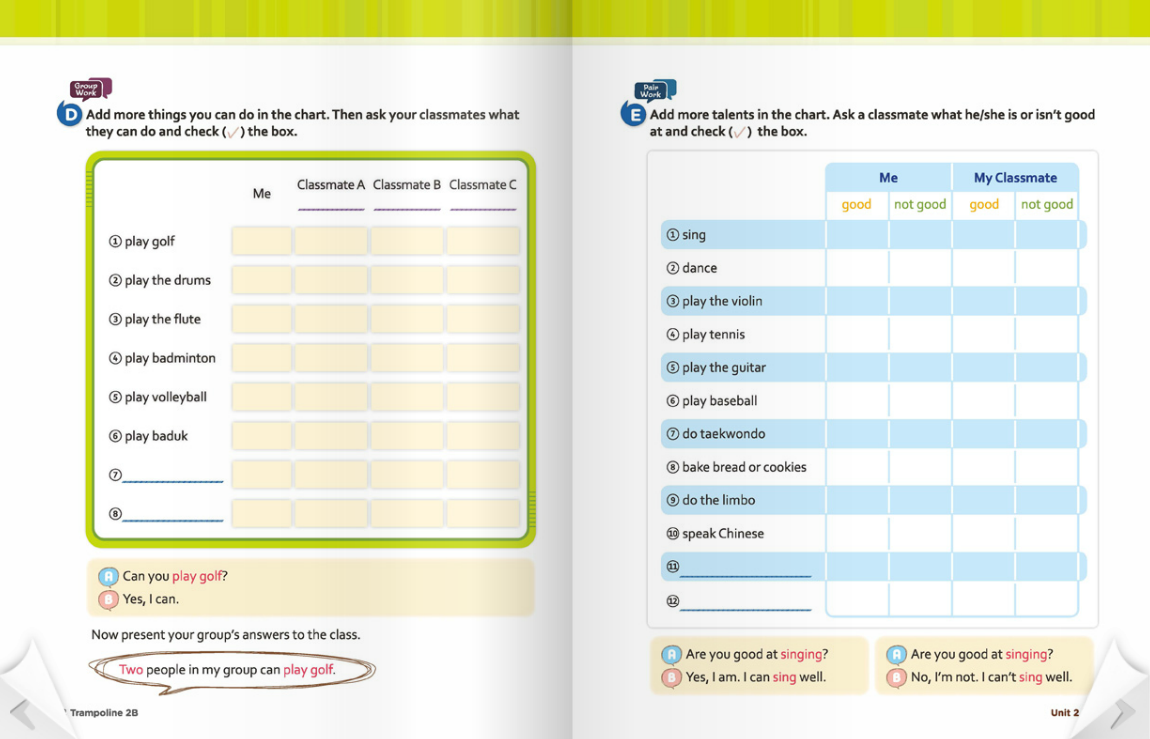 Group
Work
D Add more things you can do in the chart. Then ask your classmates what
they can do and check (✓) the box.
Me Classmate A Classmate B Classmate C
① play golf
② play the drums
③ play the flute
④ play badminton
⑤ play volleyball
⑥ play baduk
⑦
⑧
A Can you play golf?
B Yes, I can.
Now present your group's answers to the class.
Two people in my group can play golf.
Trampoline 2B
Pair
Work
E Add more talents in the chart. Ask a classmate what he/she is or isn't good
at and check (✓) the box.
Me My Classmate
good not good good not good
① sing
② dance
③ play the violin
④ play tennis
⑤ play the guitar
⑥ play baseball
⑦ do taekwondo
⑧ bake bread or cookies
⑨ do the limbo
⑩ speak Chinese
⑪
⑫
A Are you good at singing?
B Yes, I am. I can sing well.
A Are you good at singing?
B No, I'm not. I can't sing well.
Unit 2